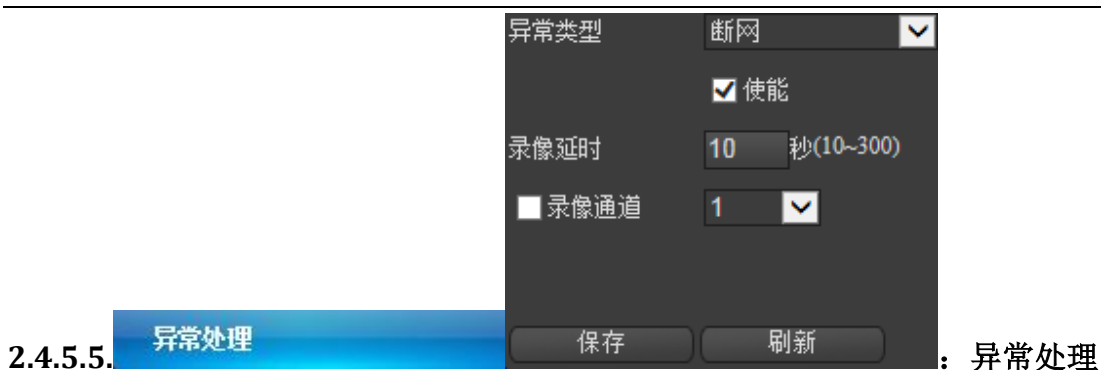 异常类型 断网
使能
录像延时 10 秒(10~300)
录像通道 1
保存 刷新
2.4.5.5. 异常处理 ：异常处理